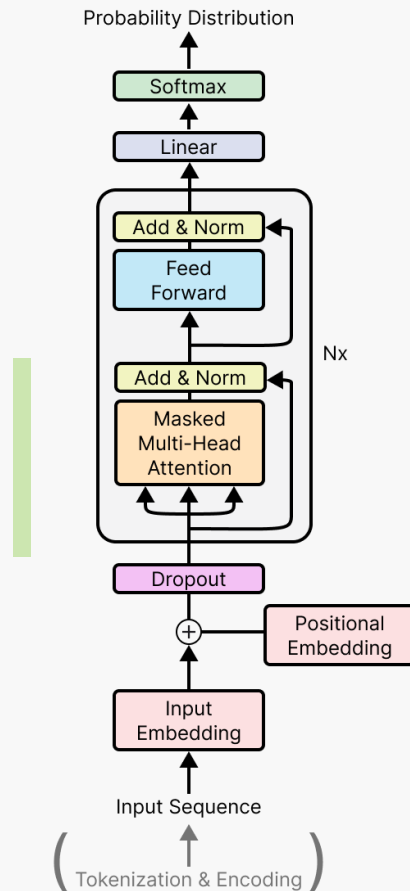 Probability Distribution
Softmax
Linear
Add & Norm
Feed
Forward
Nx
Add & Norm
Masked
Multi-Head
Attention
Dropout
+
Positional
Embedding
Input
Embedding
Input Sequence
( Tokenization & Encoding )